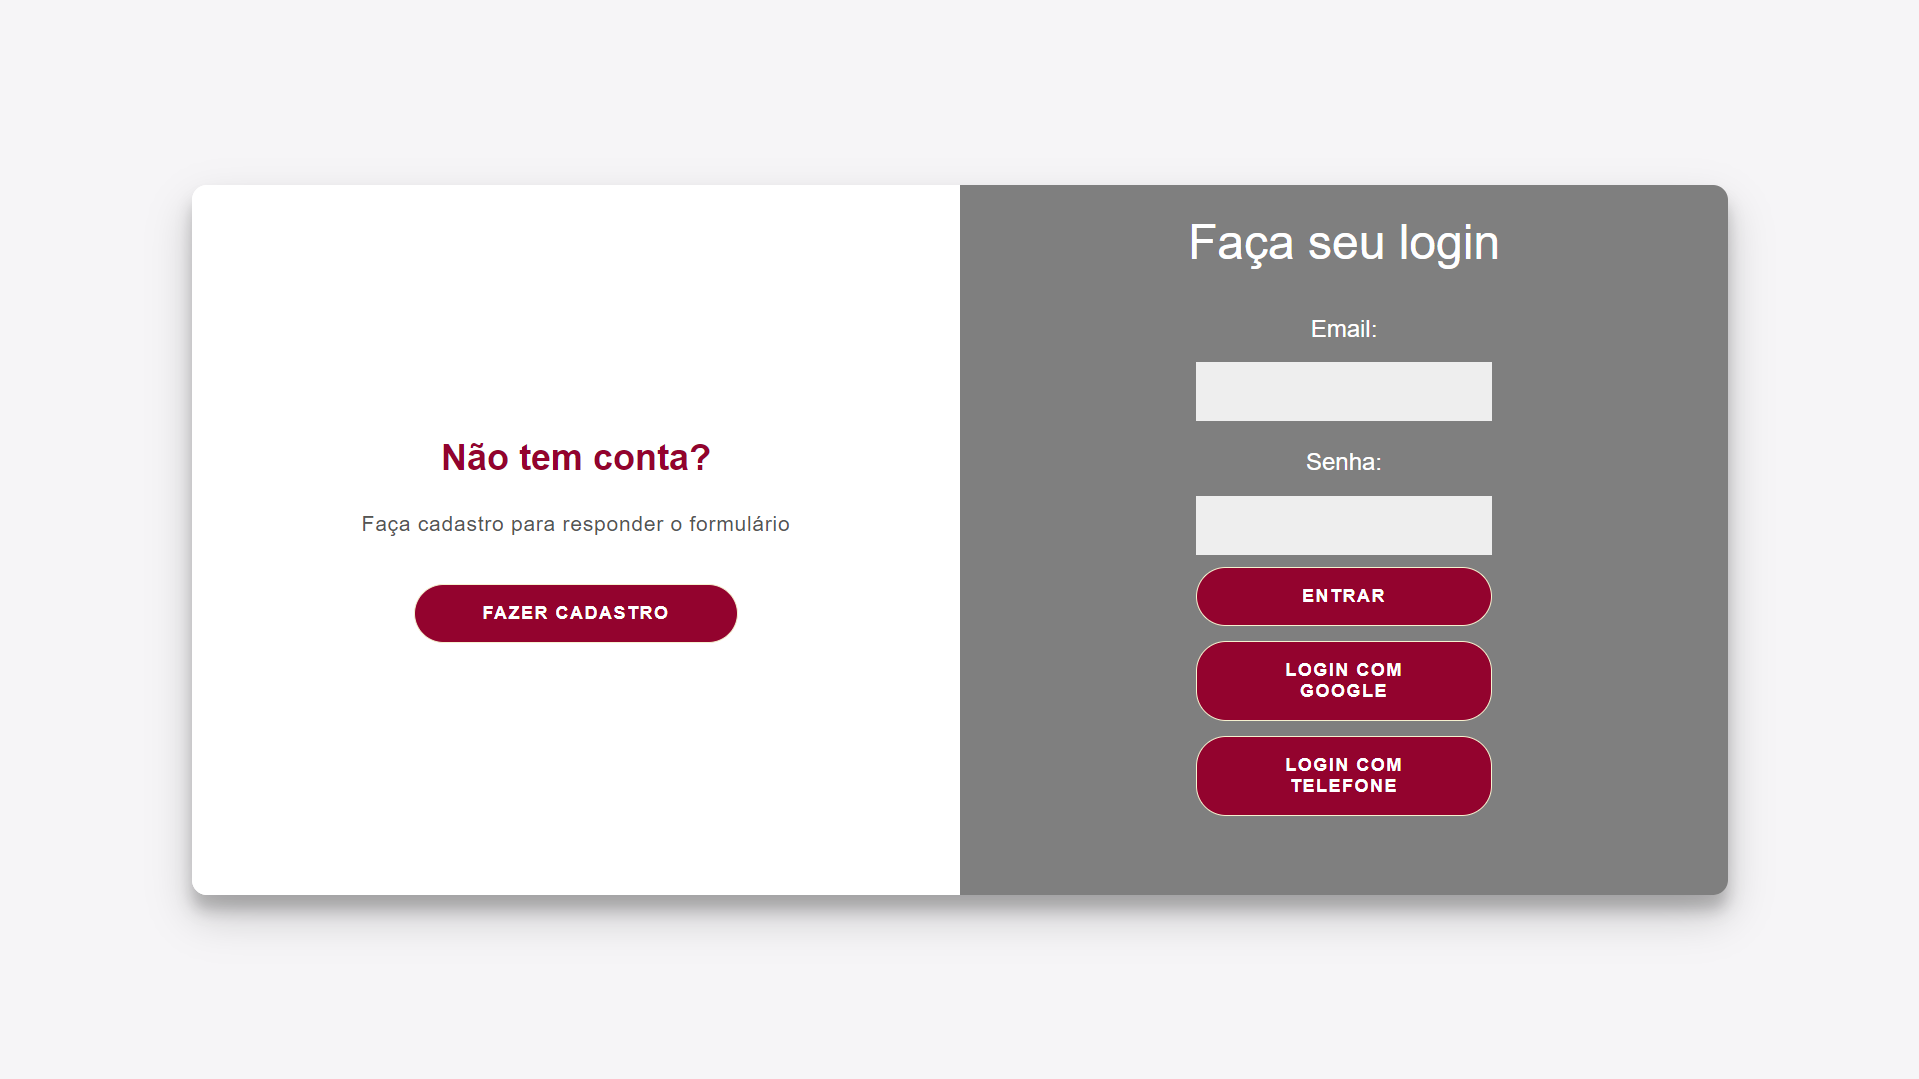 Não tem conta?
Faça cadastro para responder o formulário
FAZER CADASTRO
Faça seu login
Email:
Senha:
ENTRAR
LOGIN COM
GOOGLE
LOGIN COM
TELEFONE